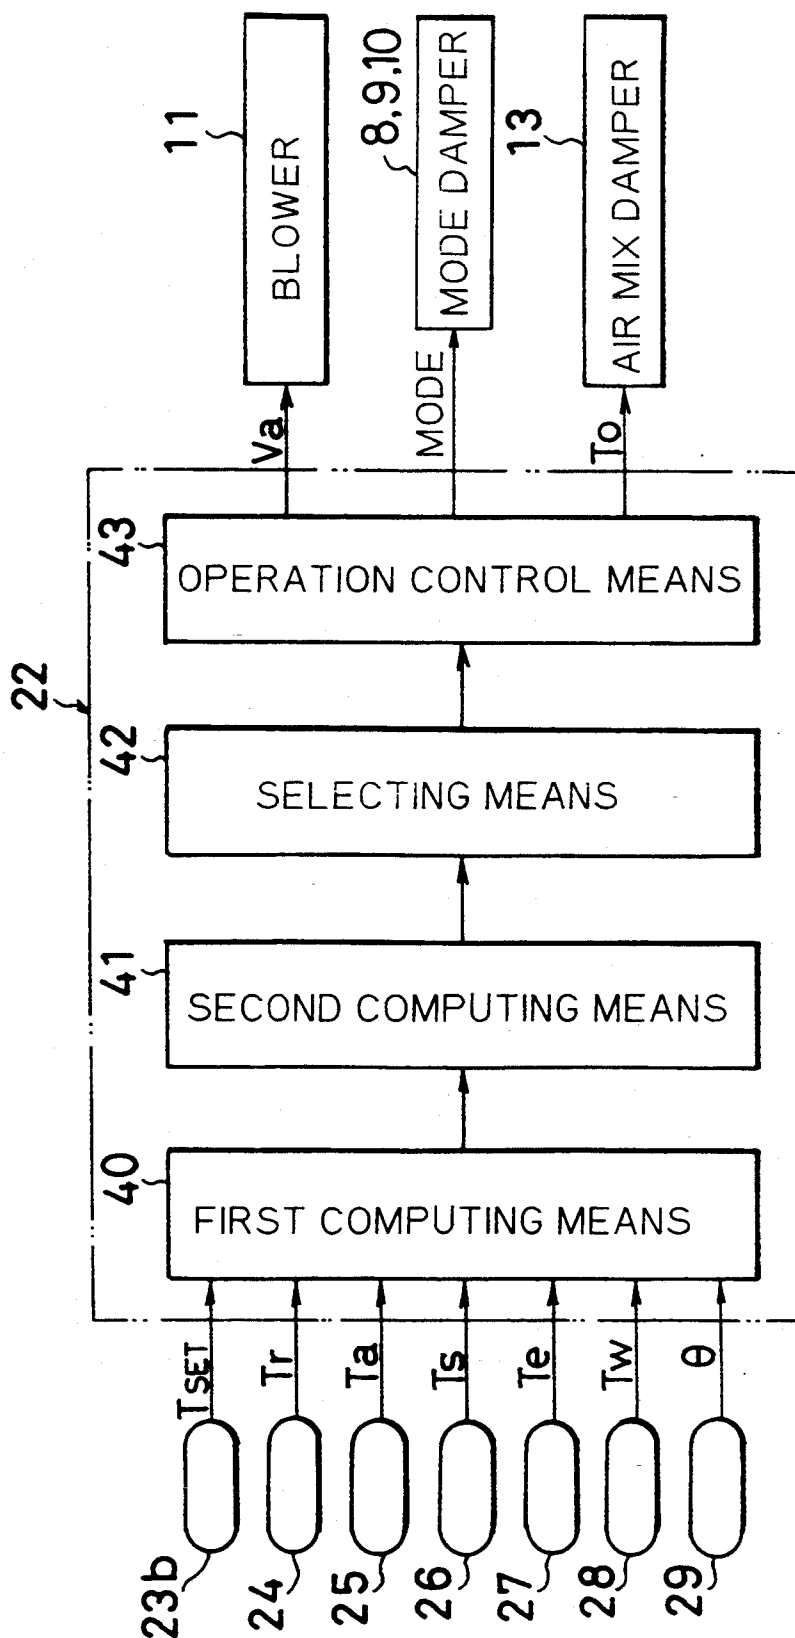 23b
TSET
24
Tr
25
Ta
26
Ts
27
Te
28
Tw
29
θ
22
40
FIRST COMPUTING MEANS
41
SECOND COMPUTING MEANS
42
SELECTING MEANS
43
OPERATION CONTROL MEANS
Va
11
BLOWER
MODE
8,9,10
MODE DAMPER
To
13
AIR MIX DAMPER